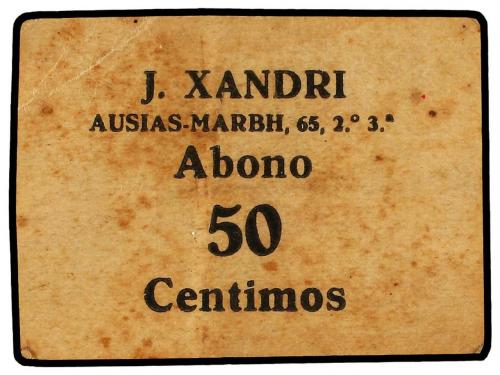 J. XANDRI
AUSIAS-MARBH, 65, 2.º 3.ª
Abono
50
Centimos